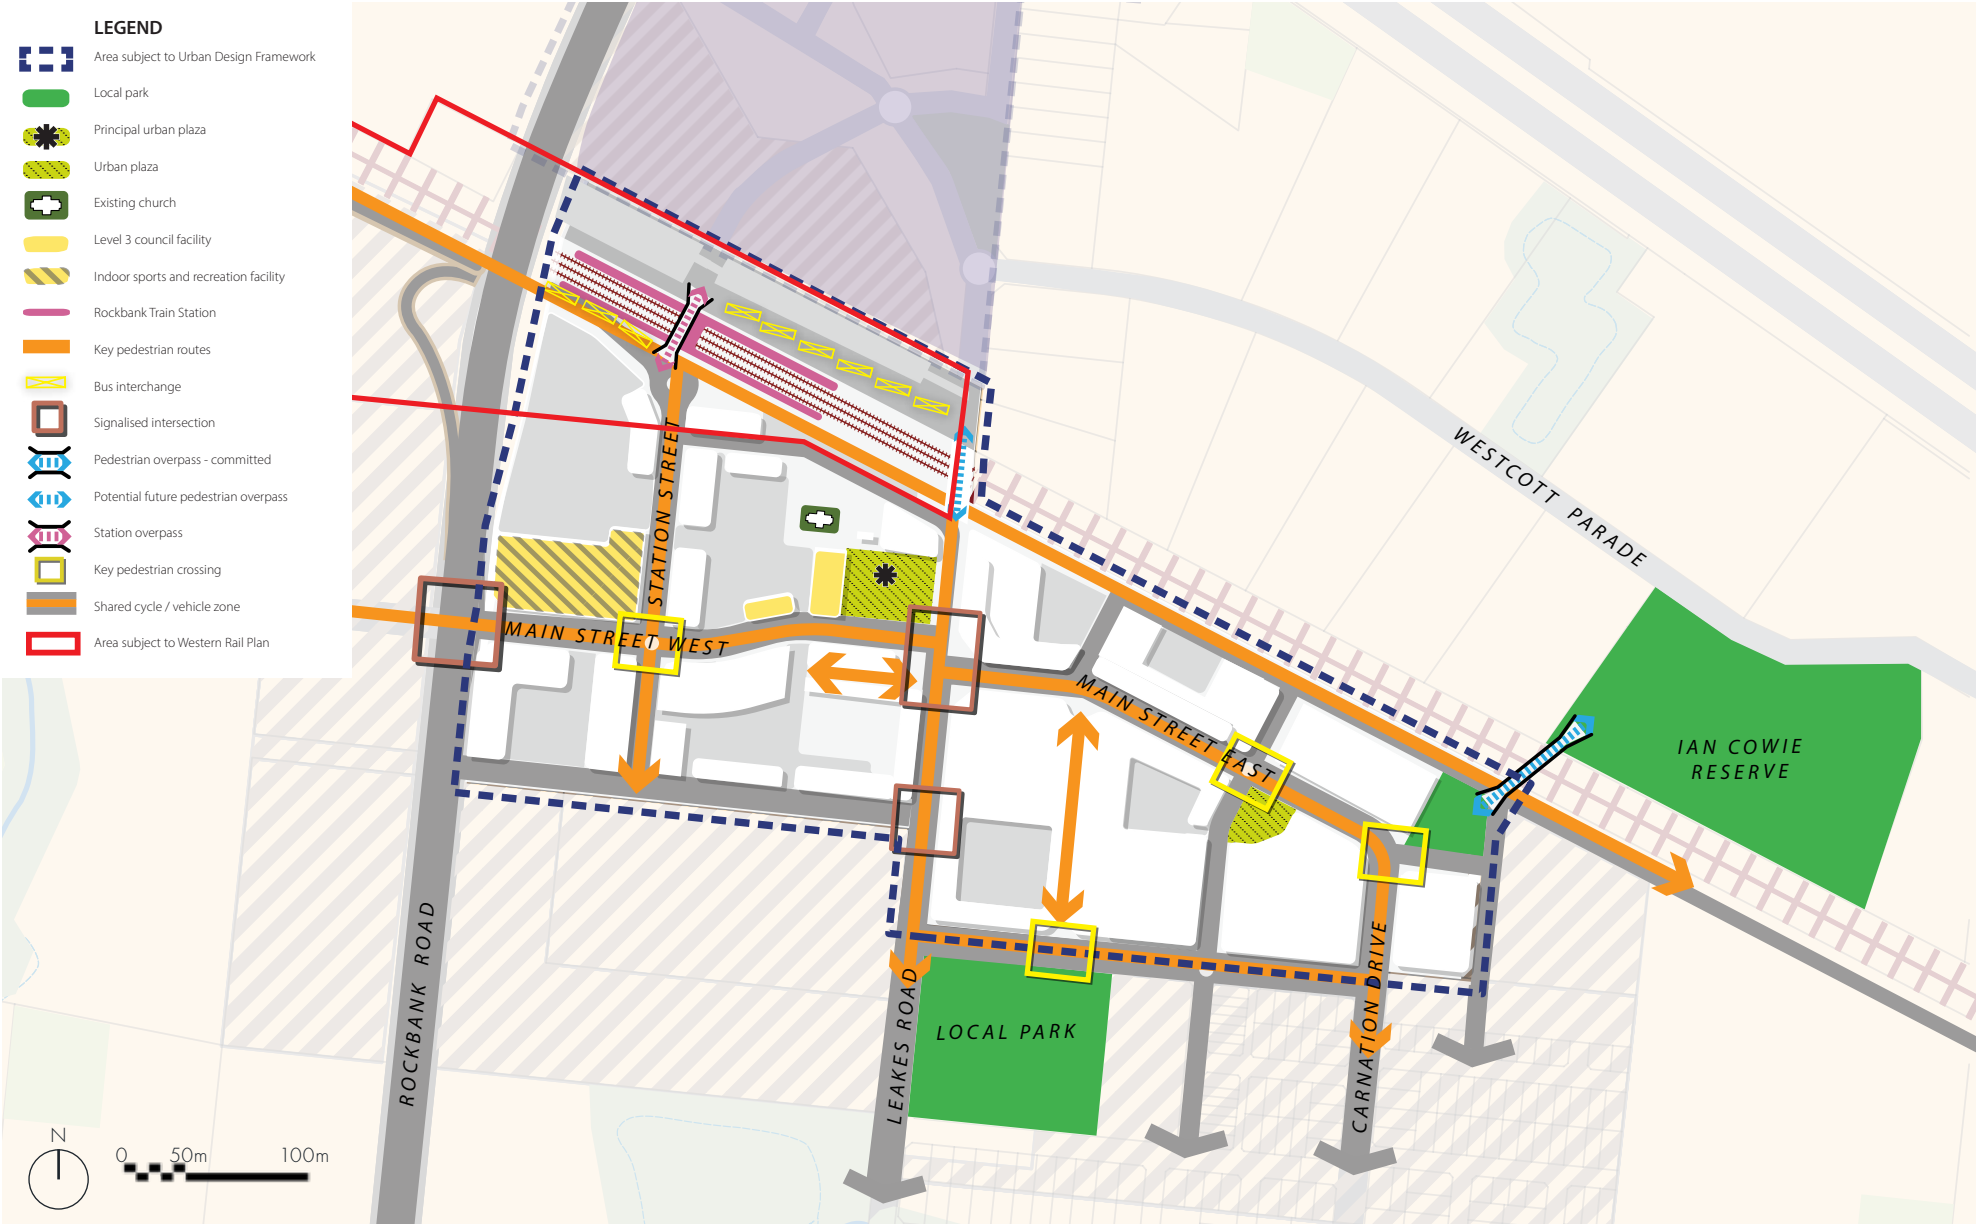 LEGEND
Area subject to Urban Design Framework
Local park
Principal urban plaza
Urban plaza
Existing church
Level 3 council facility
Indoor sports and recreation facility
Rockbank Train Station
Key pedestrian routes
Bus interchange
Signalised intersection
Pedestrian overpass - committed
Potential future pedestrian overpass
Station overpass
Key pedestrian crossing
Shared cycle / vehicle zone
Area subject to Western Rail Plan
WESTCOTT PARADE
STATION STREET
MAIN STREET WEST
MAIN STREET EAST
IAN COWIE
RESERVE
ROCKBANK ROAD
LEAKES ROAD
LOCAL PARK
CARNATION DRIVE
N
0 50m 100m